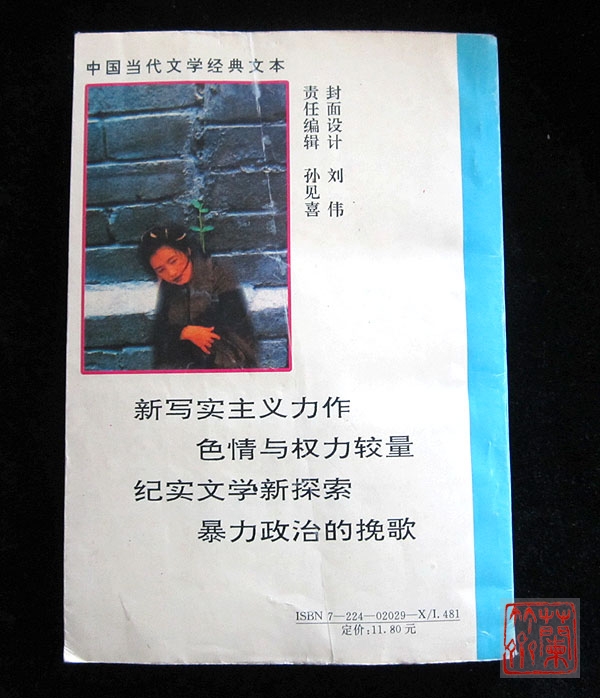 中国当代文学经典文本
封面设计 刘伟
责任编辑 孙见喜
新写实主义力作
色情与权力较量
纪实文学新探索
暴力政治的挽歌
ISBN 7—224—02029—X/I.481
定价:11.80元